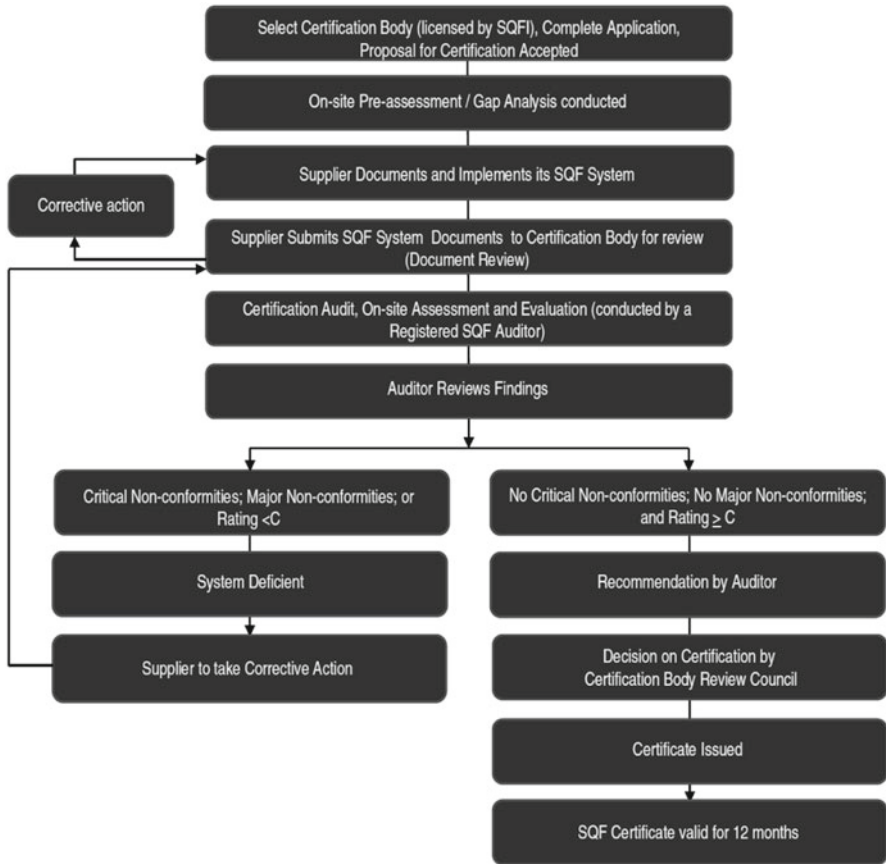 Select Certification Body (licensed by SQFI), Complete Application,
Proposal for Certification Accepted
On-site Pre-assessment / Gap Analysis conducted
Supplier Documents and Implements its SQF System
Corrective action
Supplier Submits SQF System Documents to Certification Body for review
(Document Review)
Certification Audit, On-site Assessment and Evaluation (conducted by a
Registered SQF Auditor)
Auditor Reviews Findings
Critical Non-conformities; Major Non-conformities; or
Rating <C
System Deficient
Supplier to take Corrective Action
No Critical Non-conformities; No Major Non-conformities;
and Rating ≥ C
Recommendation by Auditor
Decision on Certification by
Certification Body Review Council
Certificate Issued
SQF Certificate valid for 12 months